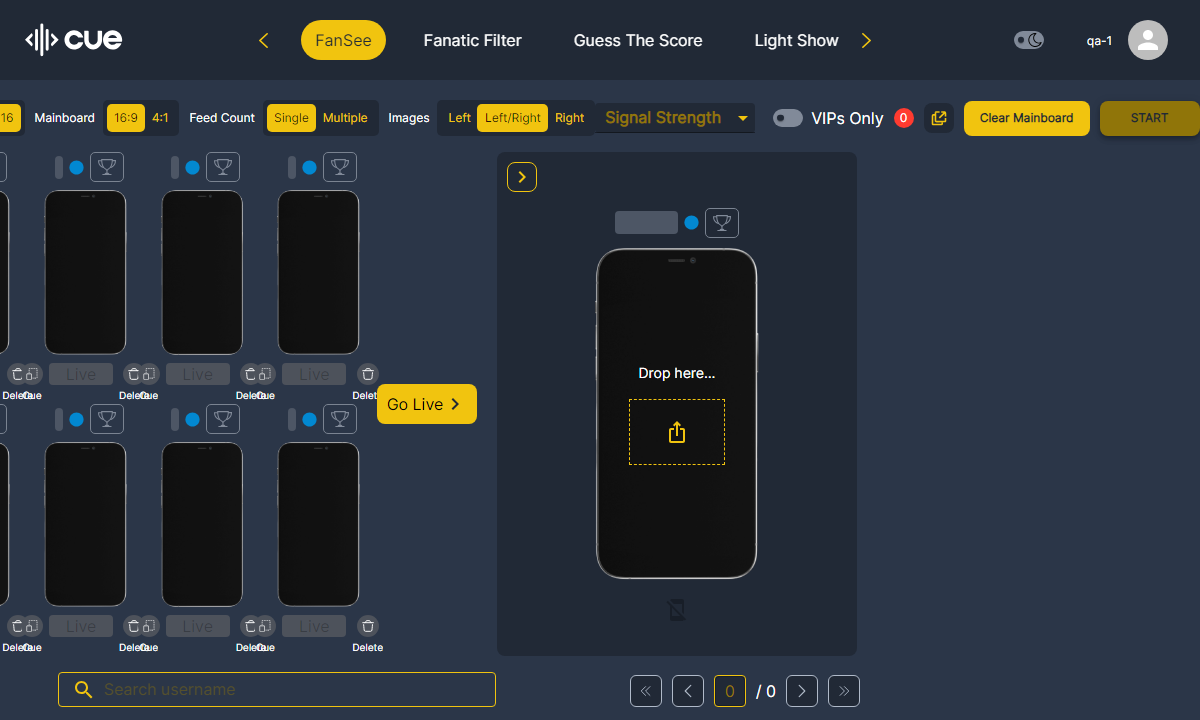 cue
FanSee
Fanatic Filter
Guess The Score
Light Show
qa-1
16
Mainboard
16:9
4:1
Feed Count
Single
Multiple
Images
Left
Left/Right
Right
Signal Strength
VIPs Only
0
Clear Mainboard
START
Live
Live
Live
Delete
Cue
Delete
Cue
Delete
Cue
Delete
Go Live
Drop here...
Live
Live
Live
Delete
Cue
Delete
Cue
Delete
Cue
Delete
Search username
0
/ 0